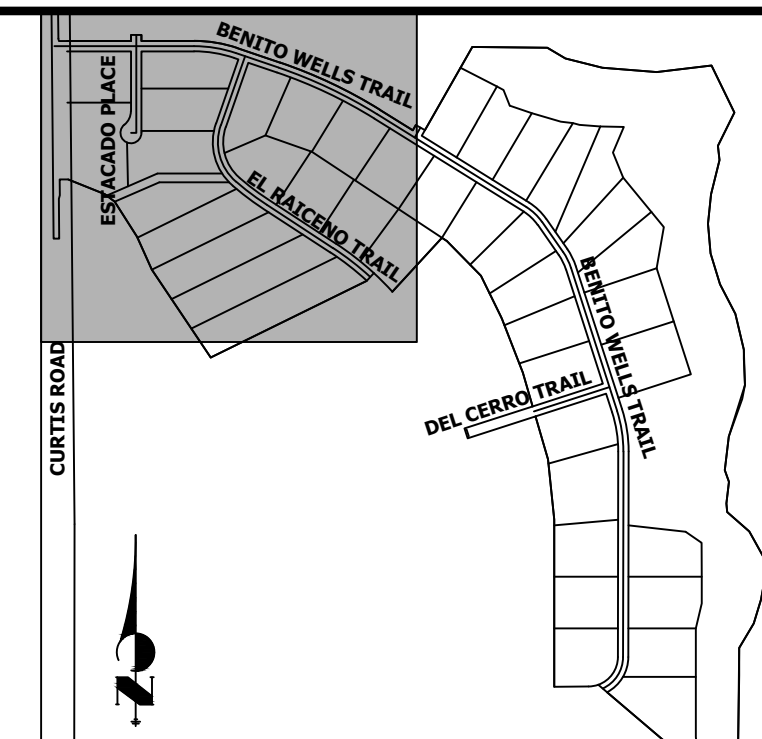 BENITO WELLS TRAIL
ESTACADO PLACE
EL RAICENO TRAIL
BENITO WELLS TRAIL
CURTIS ROAD
DEL CERRO TRAIL
N